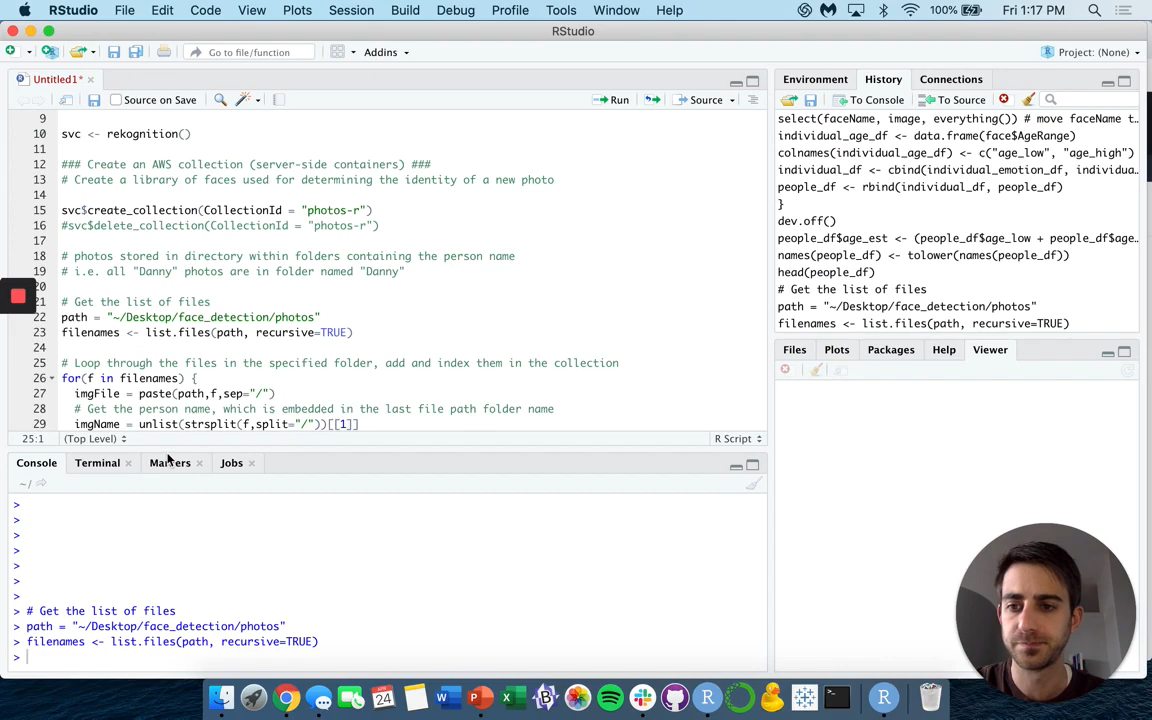 RStudio File Edit Code View Plots Session Build Debug Profile Tools Window Help 100% Fri 1:17 PM
RStudio
Go to file/function Addins Project: (None)
Untitled1*
Source on Save Run Source
9
10 svc <- rekognition()
11
12 ### Create an AWS collection (server-side containers) ###
13 # Create a library of faces used for determining the identity of a new photo
14
15 svc$create_collection(CollectionId = "photos-r")
16 #svc$delete_collection(CollectionId = "photos-r")
17
18 # photos stored in directory within folders containing the person name
19 # i.e. all "Danny" photos are in folder named "Danny"
20
21 # Get the list of files
22 path = "~/Desktop/face_detection/photos"
23 filenames <- list.files(path, recursive=TRUE)
24
25 # Loop through the files in the specified folder, add and index them in the collection
26 for(f in filenames) {
27 imgFile = paste(path,f,sep="/")
28 # Get the person name, which is embedded in the last file path folder name
29 imgName = unlist(strsplit(f,split="/"))[[1]]
25:1 (Top Level) R Script
Console Terminal Markers Jobs
~/
>
>
>
>
>
>
>
> # Get the list of files
> path = "~/Desktop/face_detection/photos"
> filenames <- list.files(path, recursive=TRUE)
>
Environment History Connections
To Console To Source
select(faceName, image, everything()) # move faceName t…
individual_age_df <- data.frame(face$AgeRange)
colnames(individual_age_df) <- c("age_low", "age_high")
individual_df <- cbind(individual_emotion_df, individua…
people_df <- rbind(individual_df, people_df)
}
dev.off()
people_df$age_est <- (people_df$age_low + people_df$age…
names(people_df) <- tolower(names(people_df))
head(people_df)
# Get the list of files
path = "~/Desktop/face_detection/photos"
filenames <- list.files(path, recursive=TRUE)
Files Plots Packages Help Viewer
24
W P X R R